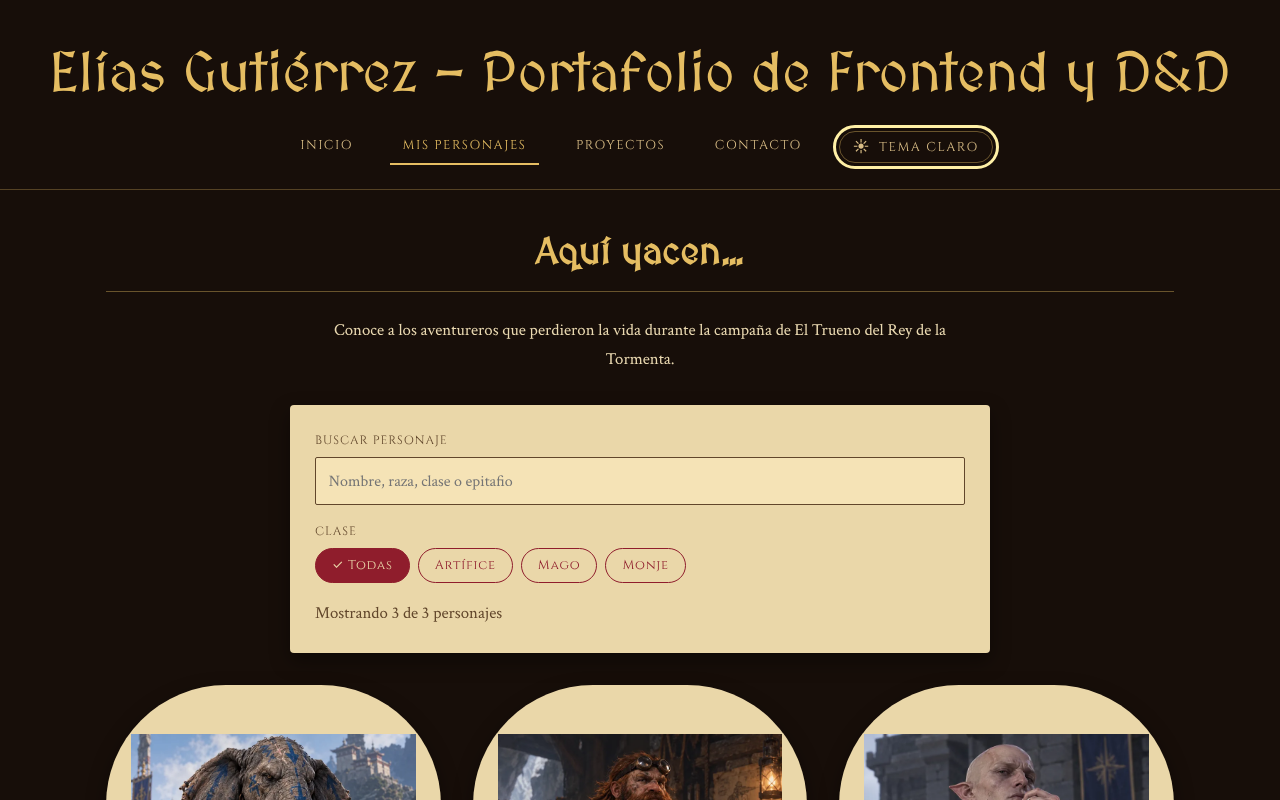 Elías Gutiérrez – Portafolio de Frontend y D&D
INICIO MIS PERSONAJES PROYECTOS CONTACTO ☀ TEMA CLARO
Aquí yacen...
Conoce a los aventureros que perdieron la vida durante la campaña de El Trueno del Rey de la
Tormenta.
BUSCAR PERSONAJE
Nombre, raza, clase o epitafio
CLASE
✓ Todas Artífice Mago Monje
Mostrando 3 de 3 personajes